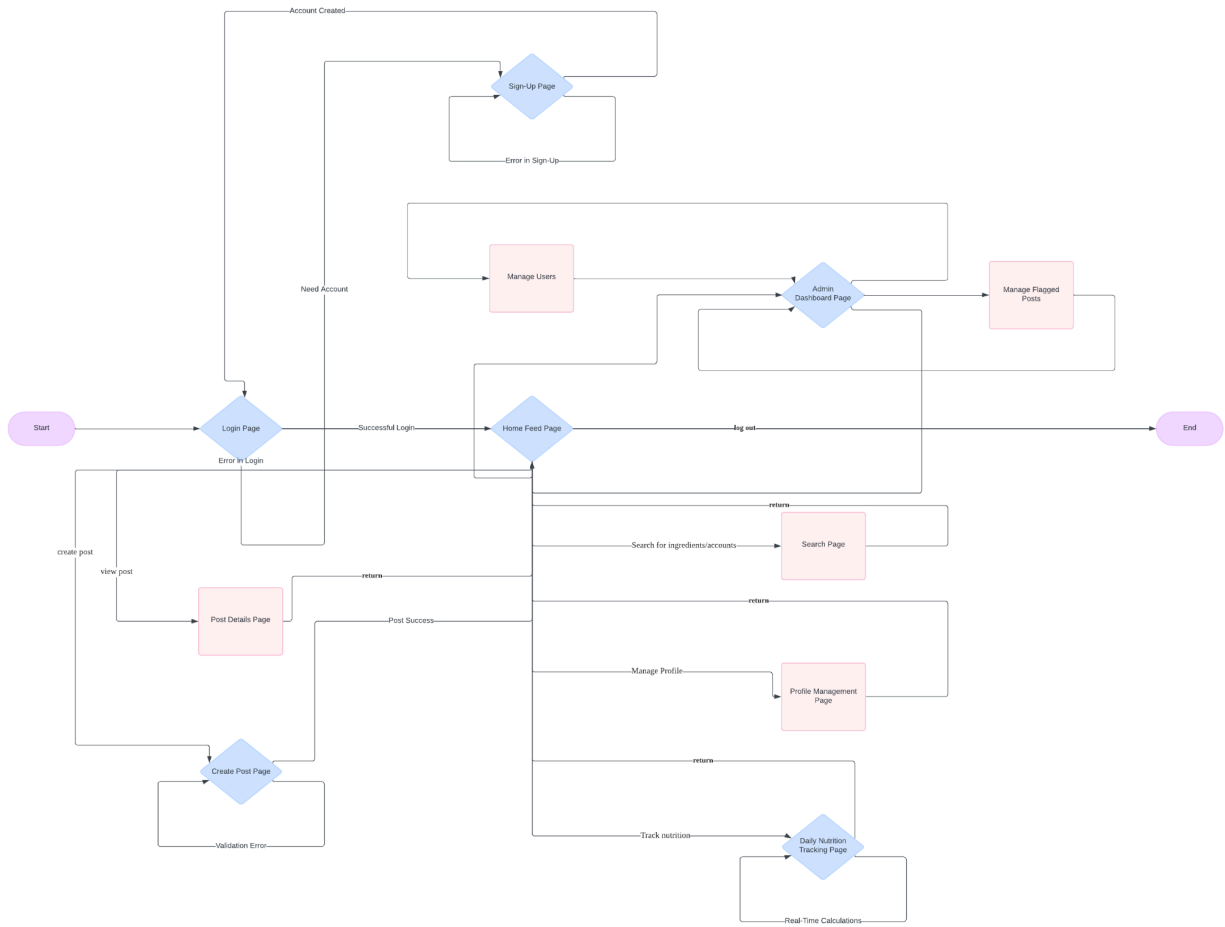 Account Created
Sign-Up Page
Error in Sign-Up
Manage Users
Admin
Dashboard Page
Manage Flagged
Posts
Need Account
Start
Login Page
Successful Login
Home Feed Page
log out
End
Error in Login
return
Search for ingredients/accounts
Search Page
create post
view post
return
Post Details Page
Post Success
return
Manage Profile
Profile Management
Page
return
Create Post Page
Validation Error
Track nutrition
Daily Nutrition
Tracking Page
Real-Time Calculations